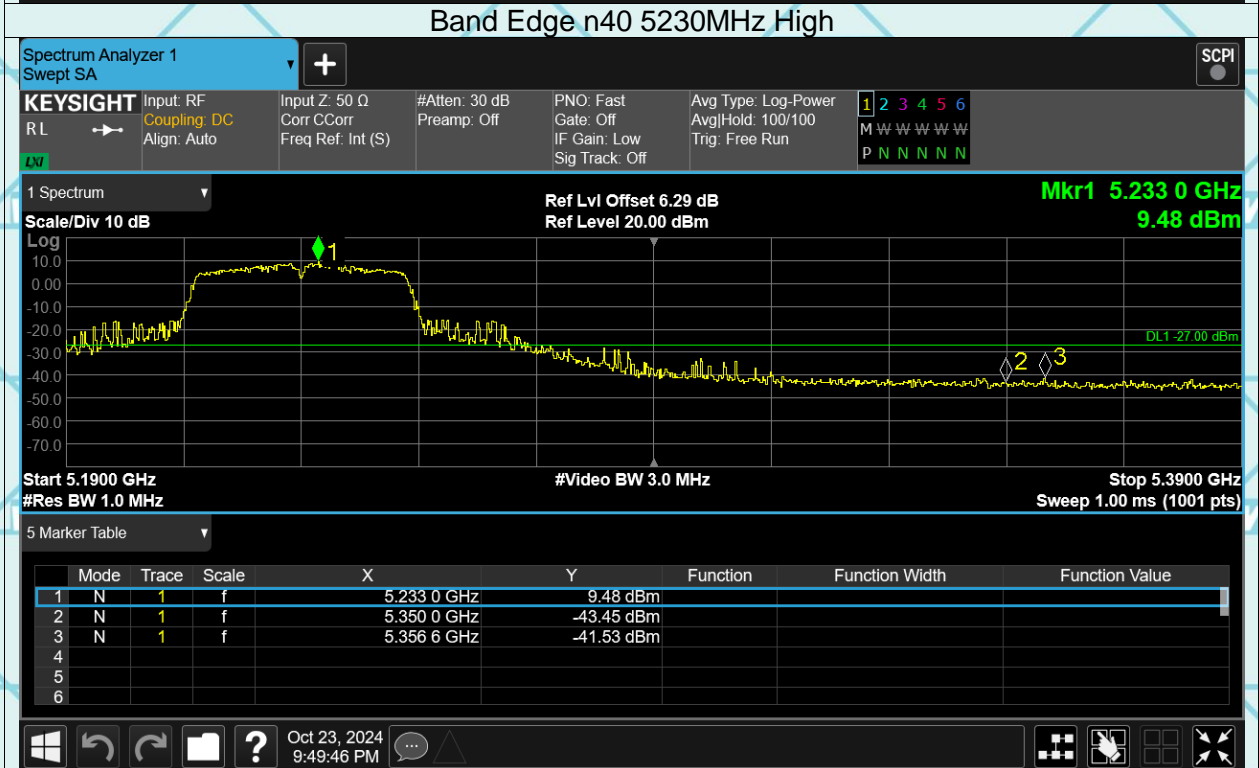 Band Edge n40 5230MHz High
Spectrum Analyzer 1
Swept SA
SCPI
KEYSIGHT Input: RF Input Z: 50 Ω #Atten: 30 dB PNO: Fast Avg Type: Log-Power 1 2 3 4 5 6
RL Coupling: DC Corr CCorr Preamp: Off Gate: Off Avg|Hold: 100/100 M W W W W W
Align: Auto Freq Ref: Int (S) IF Gain: Low Trig: Free Run P N N N N N
LXI Sig Track: Off
1 Spectrum Mkr1 5.233 0 GHz
Ref Lvl Offset 6.29 dB
Scale/Div 10 dB Ref Level 20.00 dBm 9.48 dBm
Log
1
10.0
0.00
-10.0
-20.0
DL1 -27.00 dBm
-30.0
2 3
-40.0
-50.0
-60.0
-70.0
Start 5.1900 GHz #Video BW 3.0 MHz Stop 5.3900 GHz
#Res BW 1.0 MHz Sweep 1.00 ms (1001 pts)
5 Marker Table
Mode Trace Scale X Y Function Function Width Function Value
1 N 1 f 5.233 0 GHz 9.48 dBm
2 N 1 f 5.350 0 GHz -43.45 dBm
3 N 1 f 5.356 6 GHz -41.53 dBm
4
5
6
? Oct 23, 2024
9:49:46 PM